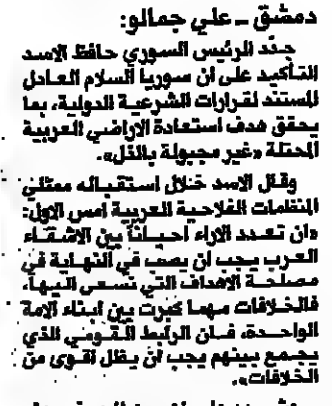 دمشق ـ علي جمالو:
جدد الرئيس السوري حافظ الاسد
التأكيد على ان سوريا السلام العادل
المستند لقرارات الشرعية الدولية، بما
يحقق هدف استعادة الاراضي العربية
المحتلة «غير مجبولة بالذل».
وقال الاسد خلال استقباله ممثلي
المنظمات الفلاحية العربية امس الاول:
«ان تعدد الاراء احياناً بين الاشقاء
العرب يجب ان يصب في النهاية في
مصلحة الاهداف التي نسعى اليها،
فالخلافات مهما كبرت بين ابناء الامة
الواحدة، فان الرابط القومي الذي
يجمع بينهم يجب ان يظل اقوى من
الخلافات».